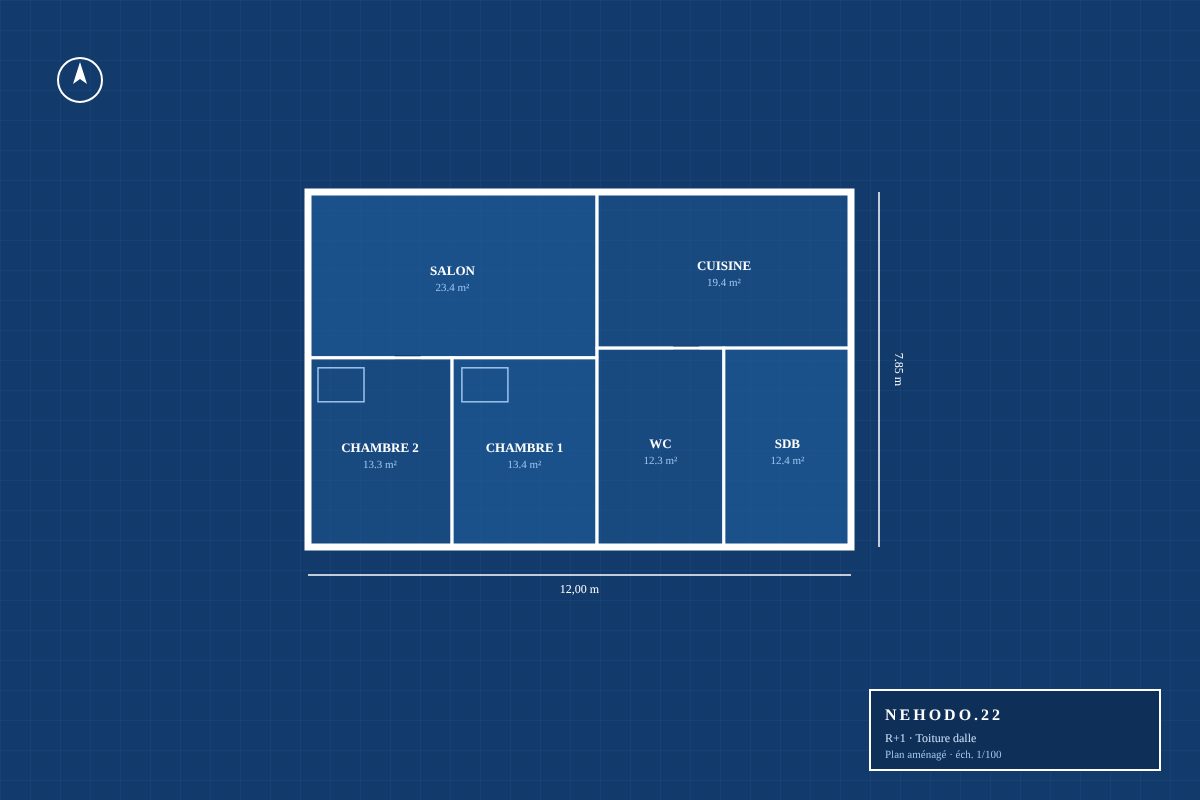 SALON
23.4 m²
CUISINE
19.4 m²
CHAMBRE 2
13.3 m²
CHAMBRE 1
13.4 m²
WC
12.3 m²
SDB
12.4 m²
7.85 m
12,00 m
NEHODO.22
R+1 · Toiture dalle
Plan aménagé · éch. 1/100